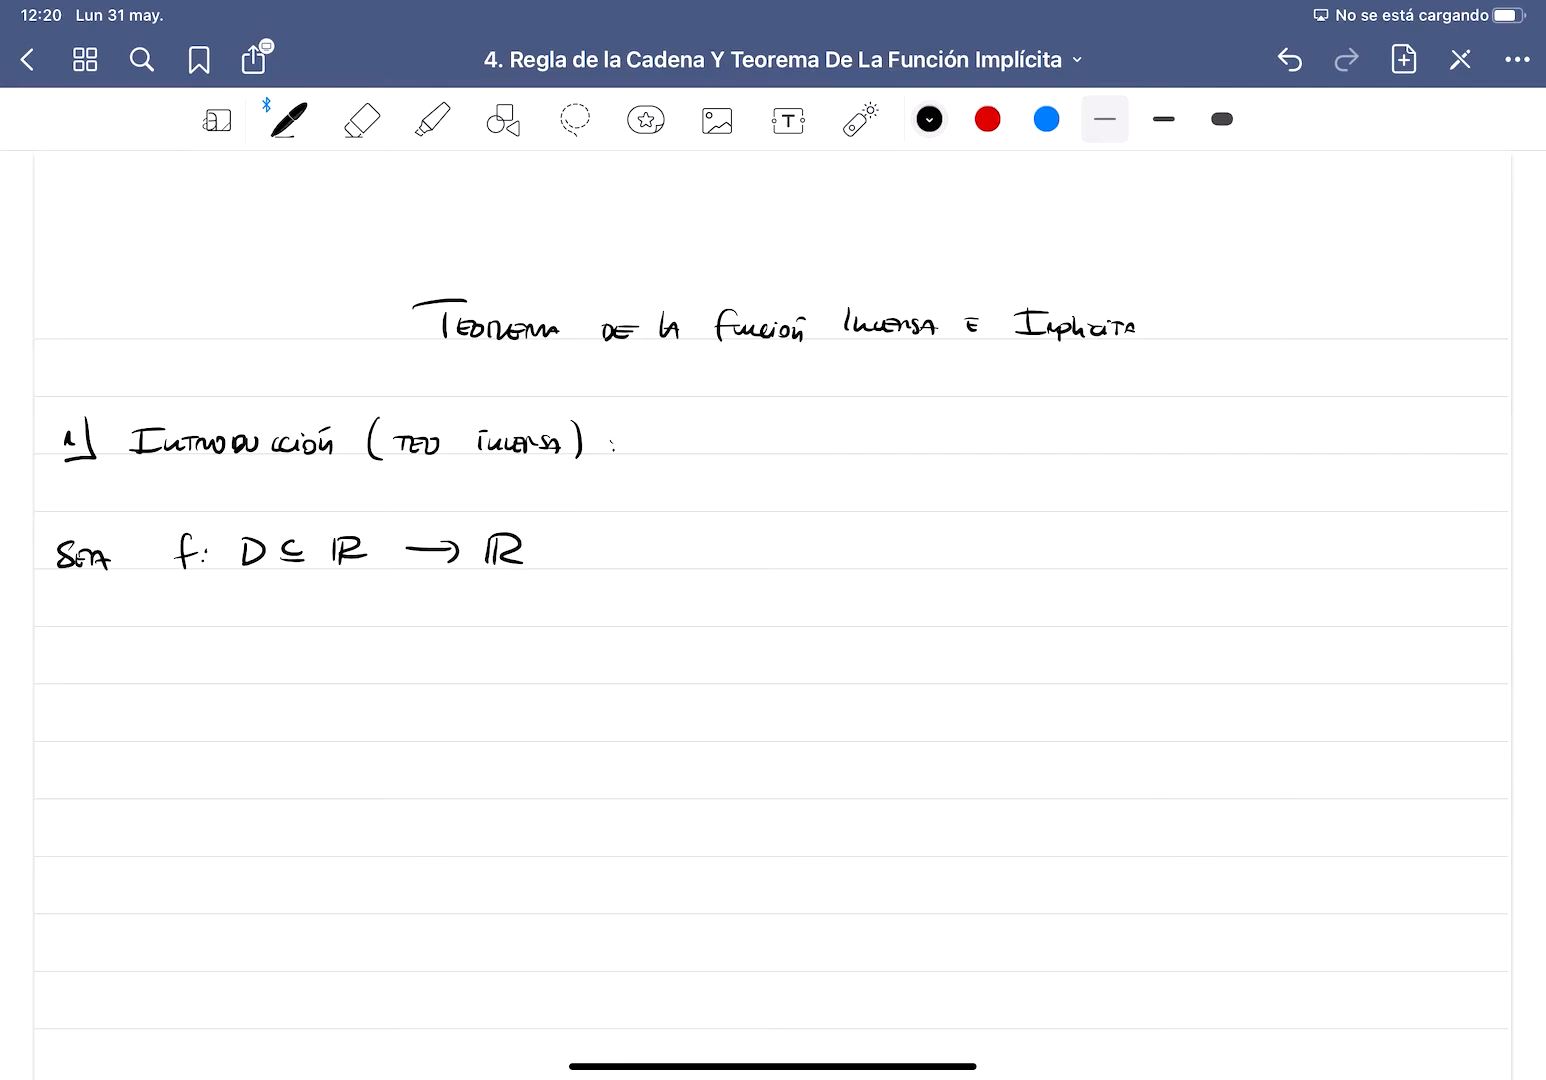 12:20 Lun 31 may. No se está cargando
4. Regla de la Cadena Y Teorema De La Función Implícita
T
Teorema de la función Inversa e Implicita
1) Introducción (teo inversa) :
Sea f: D ⊆ ℝ → ℝ